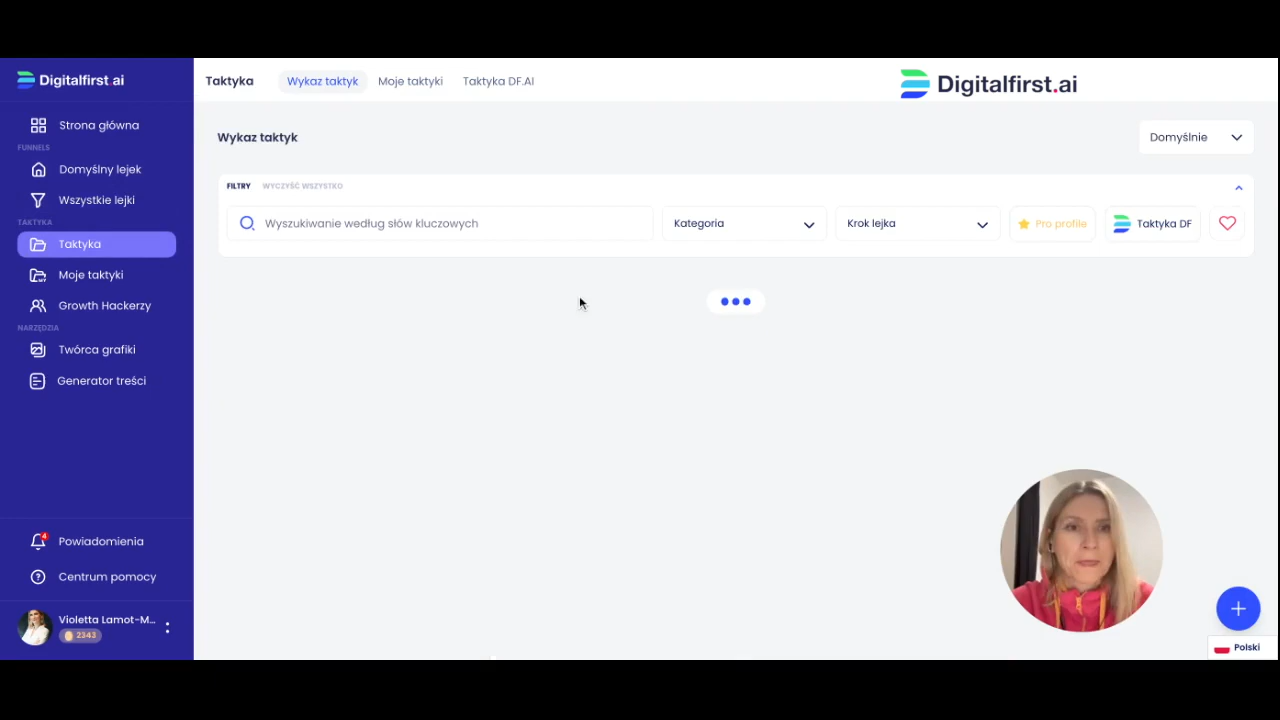 Digitalfirst.ai
Strona główna
FUNNELS
Domyślny lejek
Wszystkie lejki
TAKTYKA
Taktyka
Moje taktyki
Growth Hackerzy
NARZĘDZIA
Twórca grafiki
Generator treści
4
Powiadomienia
Centrum pomocy
Violetta Lamot-M...
2343
Taktyka Wykaz taktyk Moje taktyki Taktyka DF.AI
Digitalfirst.ai
Wykaz taktyk
Domyślnie
FILTRY WYCZYŚĆ WSZYSTKO
Wyszukiwanie według słów kluczowych
Kategoria
Krok lejka
Pro profile
Taktyka DF
Polski